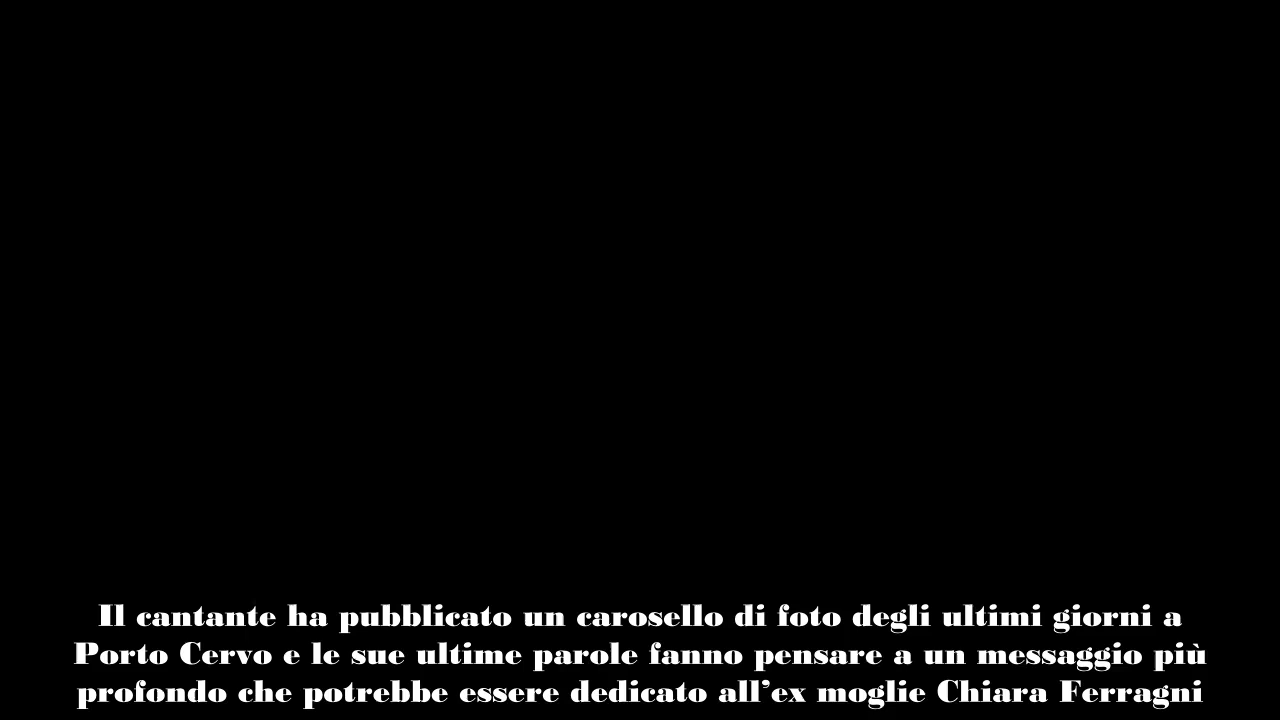 Il cantante ha pubblicato un carosello di foto degli ultimi giorni a
Porto Cervo e le sue ultime parole fanno pensare a un messaggio più
profondo che potrebbe essere dedicato all’ex moglie Chiara Ferragni